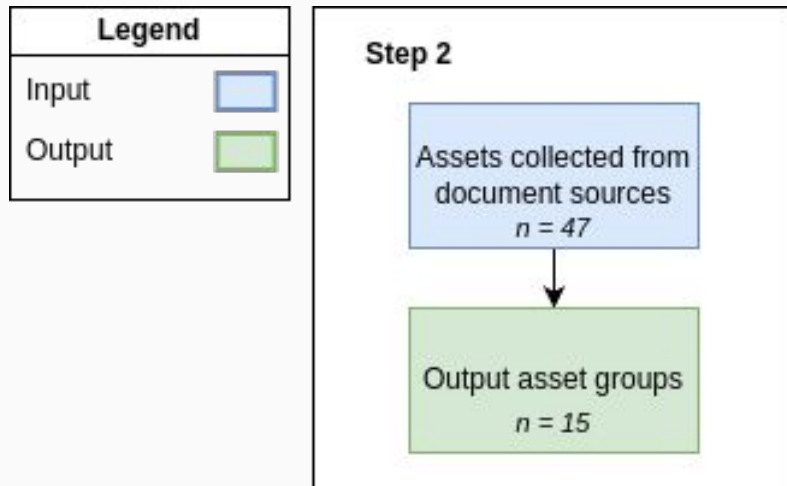 Legend
Input
Output
Step 2
Assets collected from
document sources
n = 47
Output asset groups
n = 15